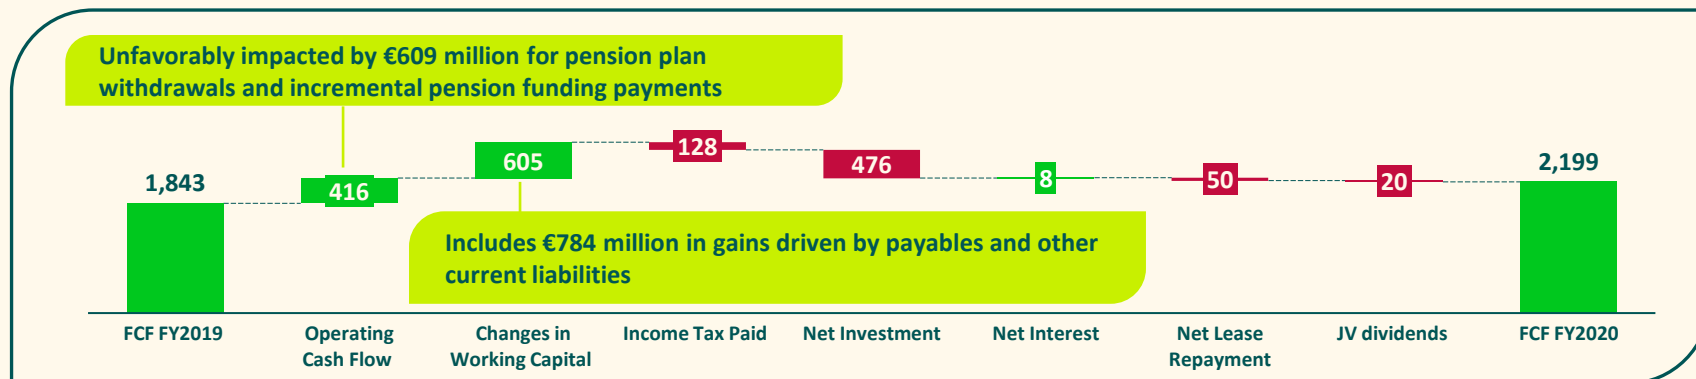 Unfavorably impacted by €609 million for pension plan
withdrawals and incremental pension funding payments
1,843
416
605
128
476
8
50
20
2,199
Includes €784 million in gains driven by payables and other
current liabilities
FCF FY2019
Operating
Cash Flow
Changes in
Working Capital
Income Tax Paid
Net Investment
Net Interest
Net Lease
Repayment
JV dividends
FCF FY2020